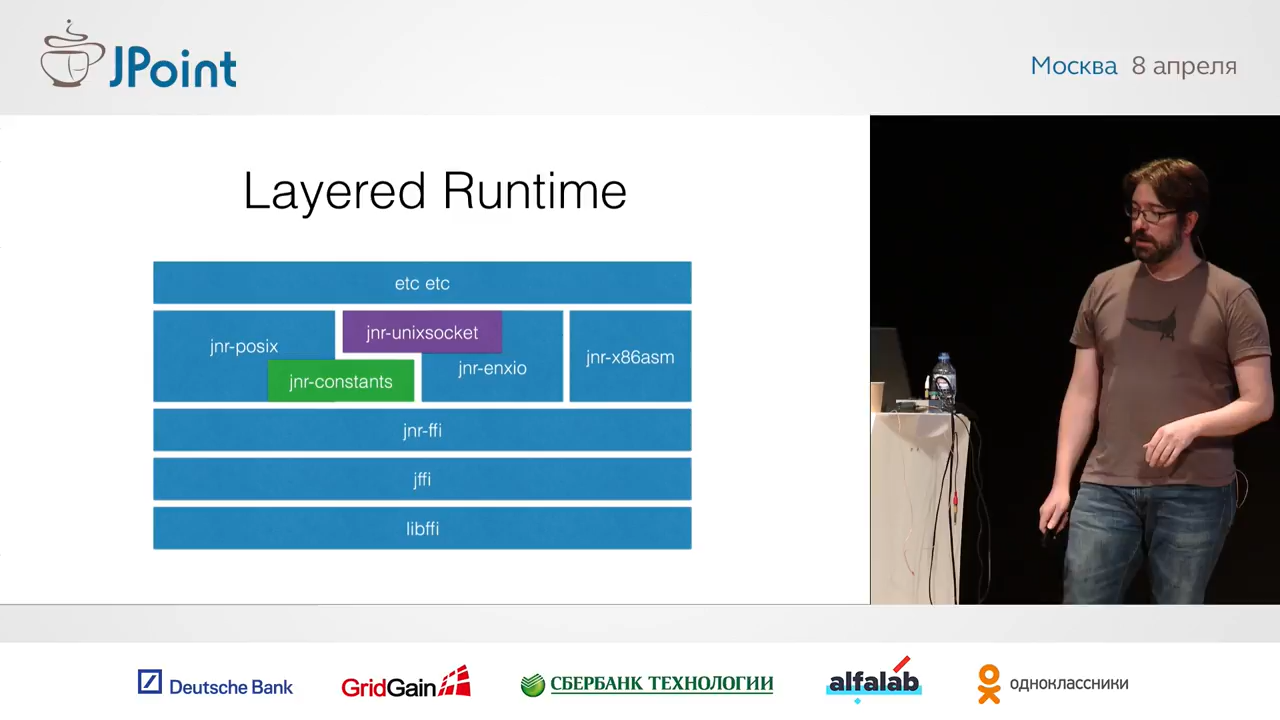 JPoint
Москва 8 апреля
Layered Runtime
etc etc
jnr-posix
jnr-unixsocket
jnr-constants
jnr-enxio
jnr-x86asm
jnr-ffi
jffi
libffi
Deutsche Bank
GridGain
СБЕРБАНК ТЕХНОЛОГИИ
alfalab
одноклассники